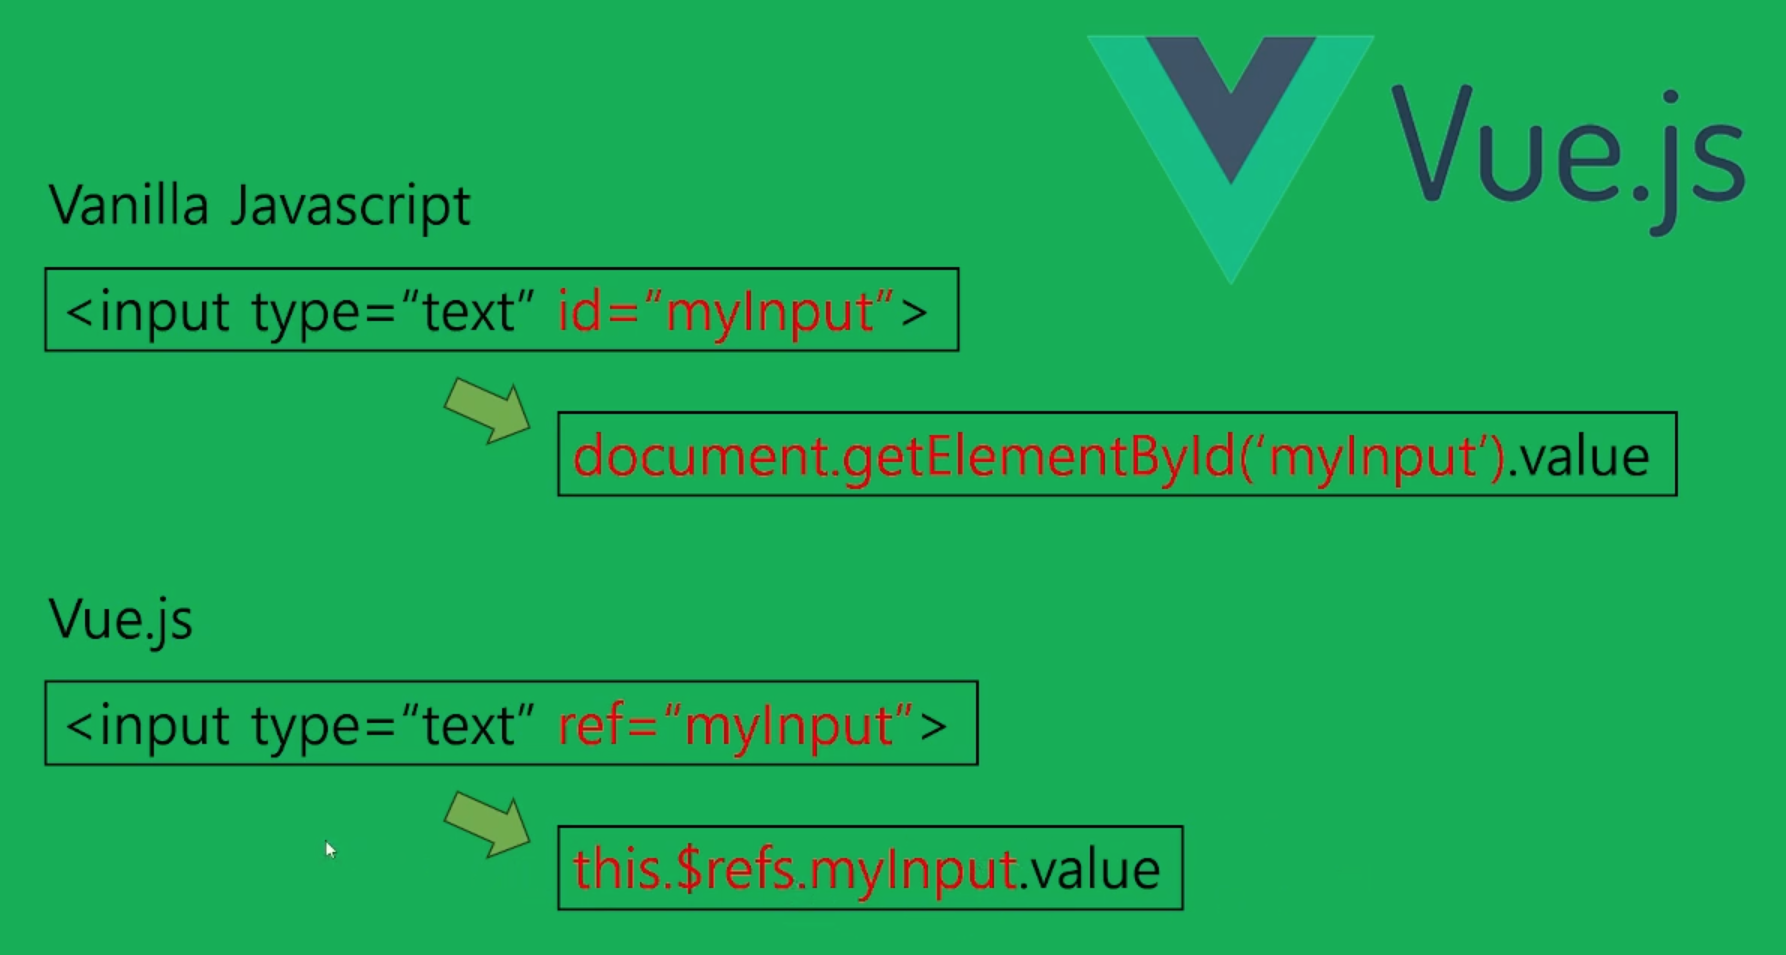 Vue.js
Vanilla Javascript
<input type=“text” id=“myInput”>
document.getElementById(‘myInput’).value
Vue.js
<input type=“text” ref=“myInput”>
this.$refs.myInput.value